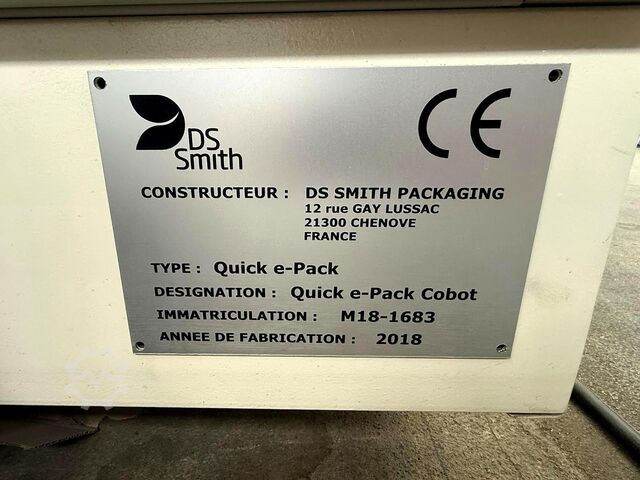 DS
Smith
CE
CONSTRUCTEUR : DS SMITH PACKAGING
12 rue GAY LUSSAC
21300 CHENOVE
FRANCE
TYPE : Quick e-Pack
DESIGNATION : Quick e-Pack Cobot
IMMATRICULATION : M18-1683
ANNEE DE FABRICATION : 2018